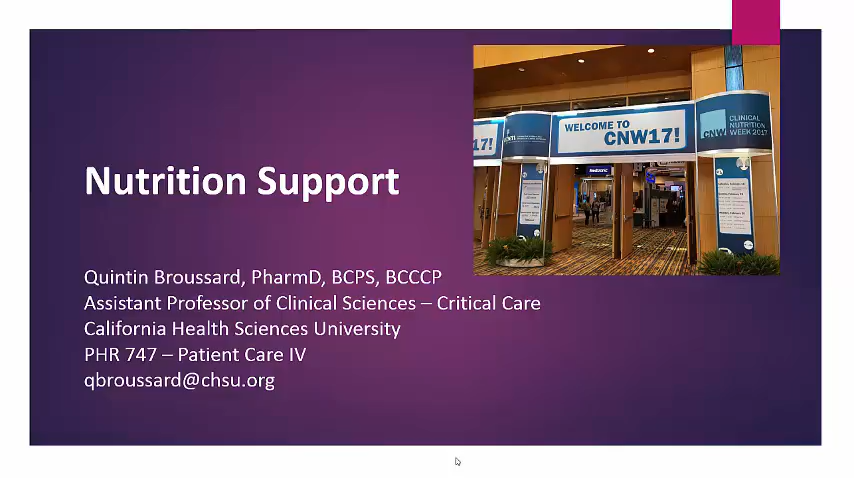 Nutrition Support
Quintin Broussard, PharmD, BCPS, BCCCP
Assistant Professor of Clinical Sciences – Critical Care
California Health Sciences University
PHR 747 – Patient Care IV
qbroussard@chsu.org
17!
WELCOME TO
CNW17!
CNW
CLINICAL
NUTRITION
WEEK 2017